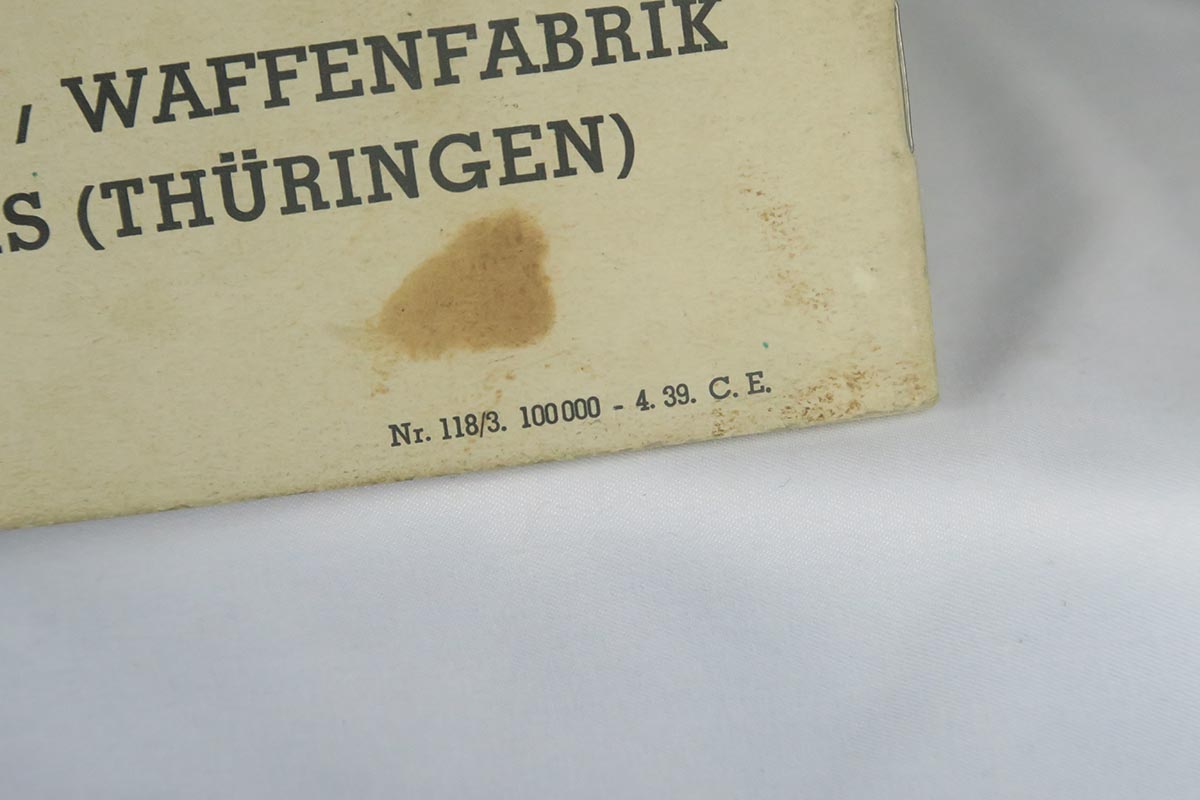 , WAFFENFABRIK
S (THÜRINGEN)
Nr. 118/3. 100000 - 4. 39. C. E.